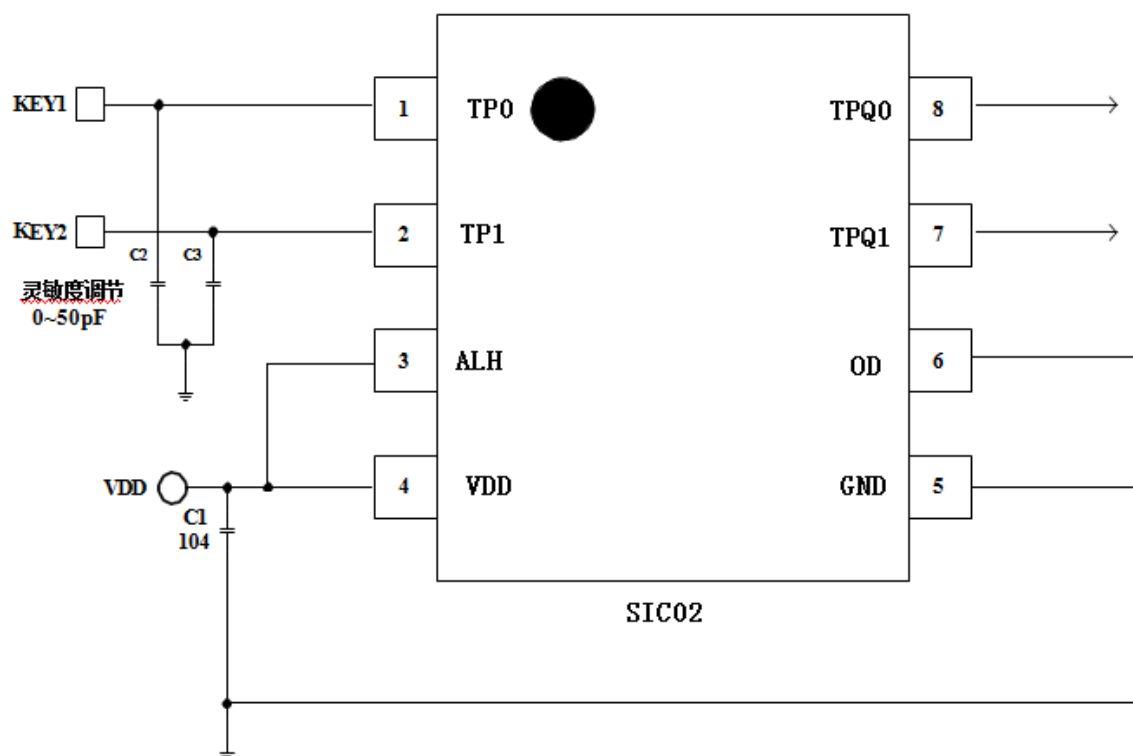 KEY1
1
TP0
TPQ0
8
KEY2
2
TP1
TPQ1
7
C2
C3
灵敏度调节
0~50pF
3
ALH
OD
6
VDD
4
VDD
GND
5
C1
104
SIC02